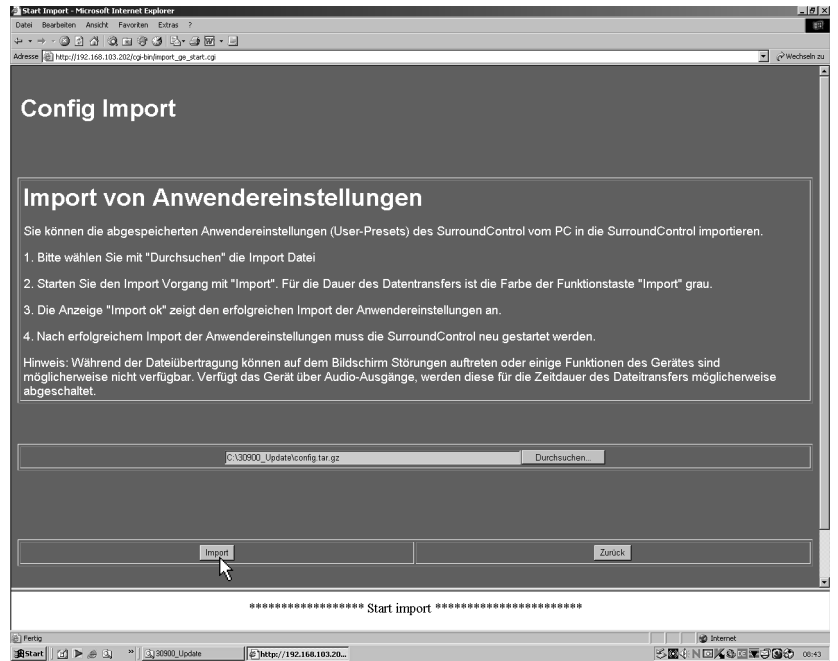 Start Import - Microsoft Internet Explorer
Datei Bearbeiten Ansicht Favoriten Extras ?
Adresse http://192.168.103.202/cgi-bin/import_ge_start.cgi Wechseln zu
Config Import
Import von Anwendereinstellungen
Sie können die abgespeicherten Anwendereinstellungen (User-Presets) des SurroundControl vom PC in die SurroundControl importieren.
1. Bitte wählen Sie mit "Durchsuchen" die Import Datei
2. Starten Sie den Import Vorgang mit "Import". Für die Dauer des Datentransfers ist die Farbe der Funktionstaste "Import" grau.
3. Die Anzeige "Import ok" zeigt den erfolgreichen Import der Anwendereinstellungen an.
4. Nach erfolgreichem Import der Anwendereinstellungen muss die SurroundControl neu gestartet werden.
Hinweis: Während der Dateiübertragung können auf dem Bildschirm Störungen auftreten oder einige Funktionen des Gerätes sind
möglicherweise nicht verfügbar. Verfügt das Gerät über Audio-Ausgänge, werden diese für die Zeitdauer des Dateitransfers möglicherweise
abgeschaltet.
C:\30900_Update\config.tar.gz Durchsuchen...
Import Zurück
****************** Start import ***********************
Fertig Internet
Start » 30900_Update http://192.168.103.20... 08:43